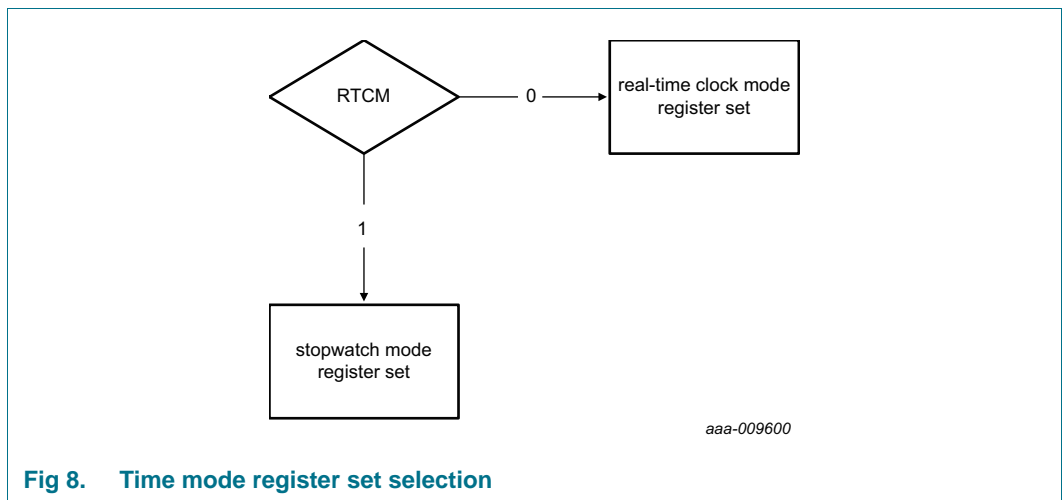 RTCM
0
real-time clock mode
register set
1
stopwatch mode
register set
aaa-009600
Fig 8. Time mode register set selection